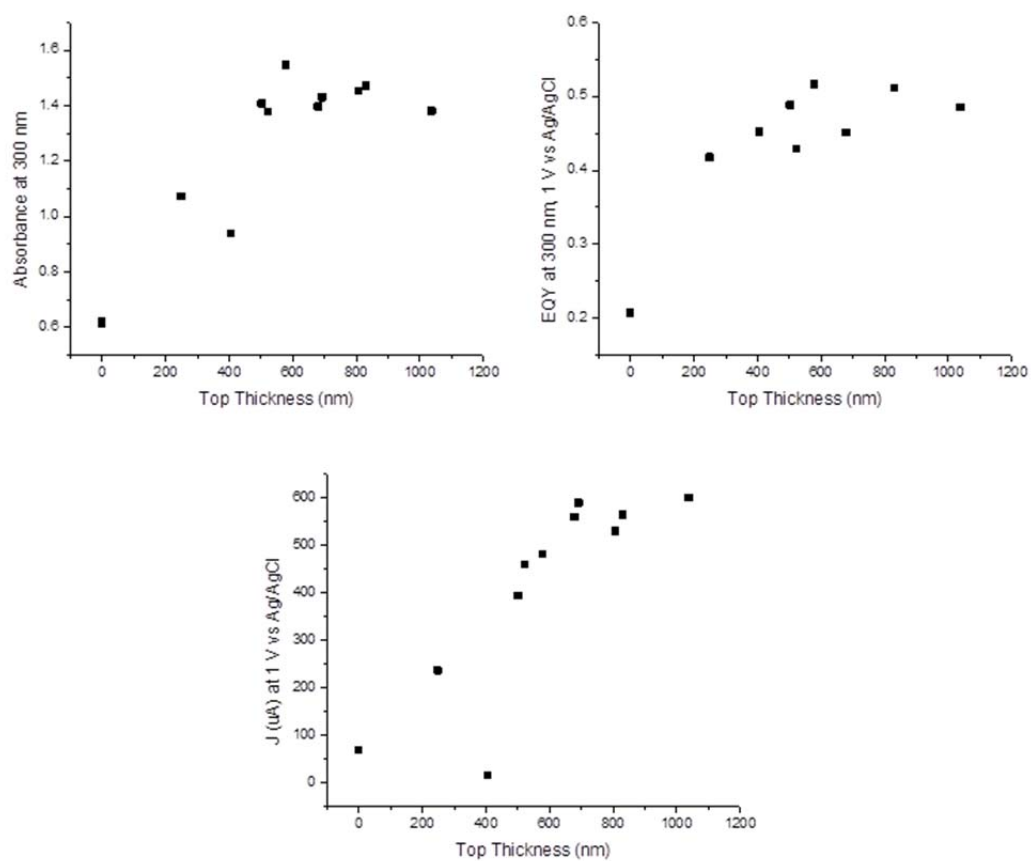 Absorbance at 300 nm
1.6
1.4
1.2
1.0
0.8
0.6
0 200 400 600 800 1000 1200
Top Thickness (nm)
EQY at 300 nm, 1 V vs Ag/AgCl
0.6
0.5
0.4
0.3
0.2
0 200 400 600 800 1000 1200
Top Thickness (nm)
J (uA) at 1 V vs Ag/AgCl
600
500
400
300
200
100
0
0 200 400 600 800 1000 1200
Top Thickness (nm)